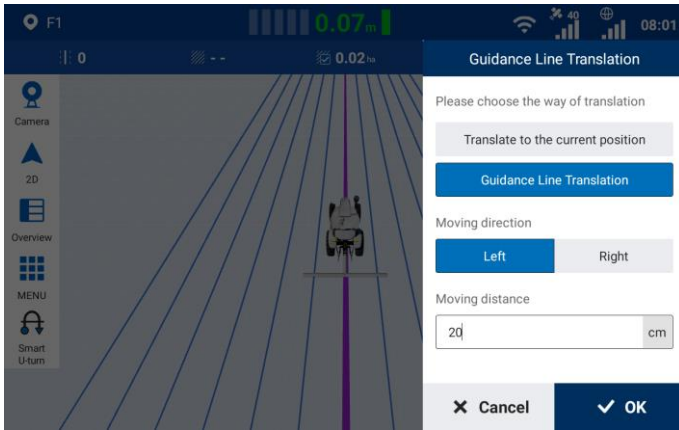 F1
0.07m
40
08:01
0
--
0.02 ha
Camera
2D
Overview
MENU
Smart
U-turn
Guidance Line Translation
Please choose the way of translation
Translate to the current position
Guidance Line Translation
Moving direction
Left
Right
Moving distance
20
cm
Cancel
OK